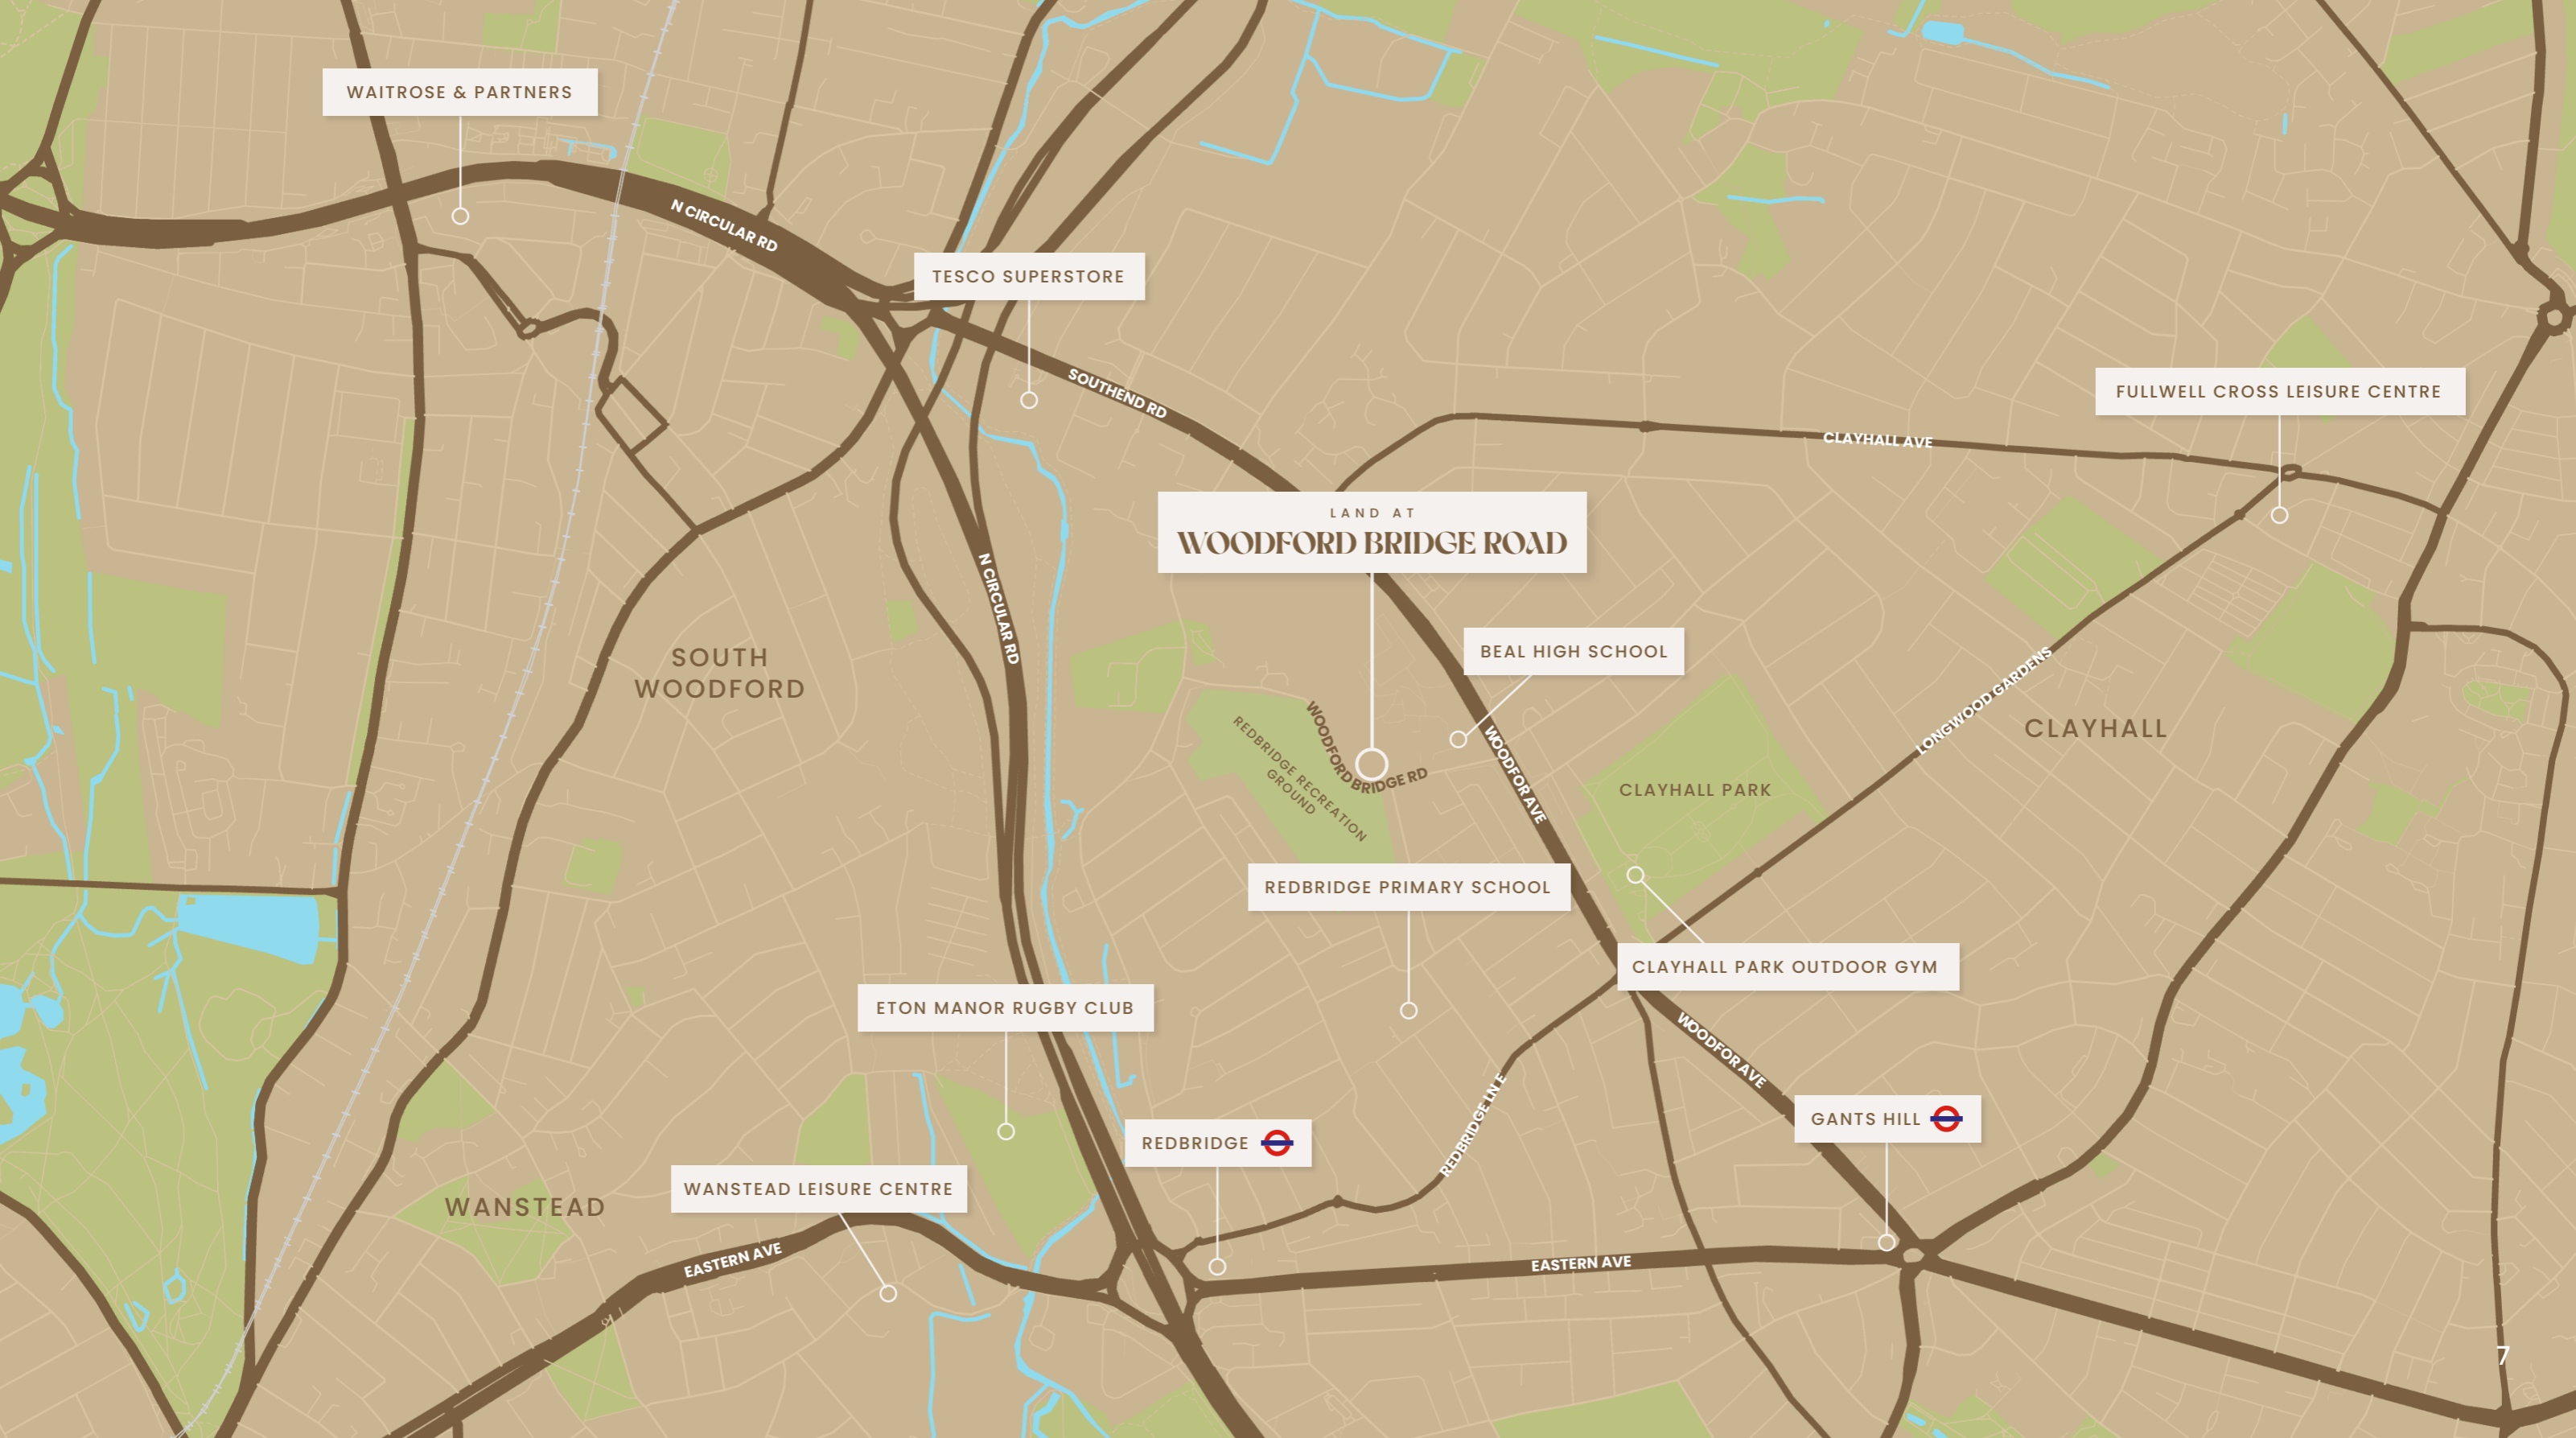 WAITROSE & PARTNERS
N CIRCULAR RD
TESCO SUPERSTORE
SOUTHEND RD
FULLWELL CROSS LEISURE CENTRE
CLAYHALL AVE
LAND AT
WOODFORD BRIDGE ROAD
N CIRCULAR RD
SOUTH
WOODFORD
BEAL HIGH SCHOOL
WOODFORD BRIDGE RD
REDBRIDGE RECREATION
GROUND
WOODFOR AVE
LONGWOOD GARDENS
CLAYHALL
CLAYHALL PARK
REDBRIDGE PRIMARY SCHOOL
CLAYHALL PARK OUTDOOR GYM
ETON MANOR RUGBY CLUB
WOODFOR AVE
REDBRIDGE LN E
GANTS HILL
REDBRIDGE
WANSTEAD LEISURE CENTRE
WANSTEAD
EASTERN AVE
EASTERN AVE
7